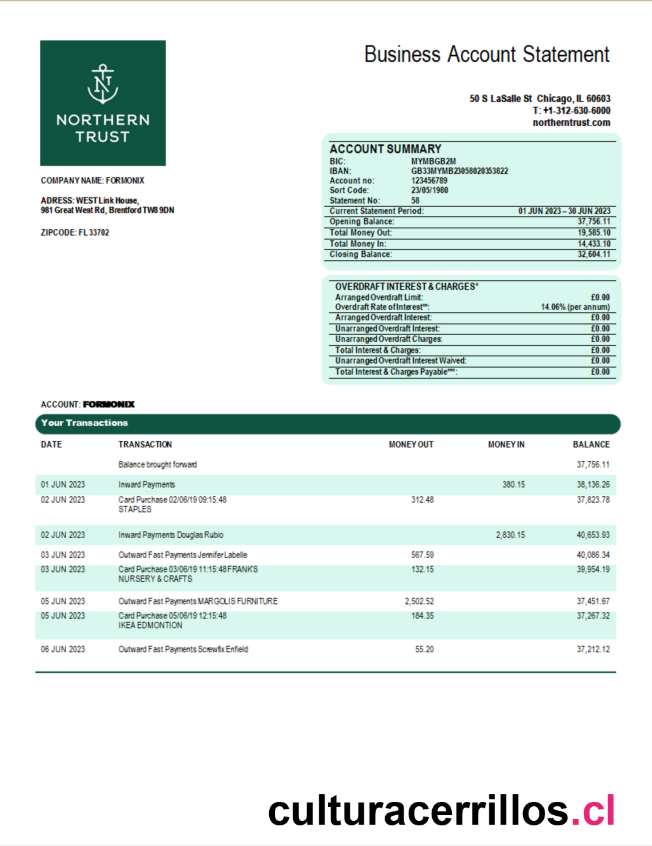 Business Account Statement
NT
NORTHERN
TRUST
50 S LaSalle St Chicago, IL 60603
T: +1-312-630-6000
northerntrust.com
COMPANY NAME: FORMONIX
ADRESS: WEST Link House,
981 Great West Rd, Brentford TW8 9DN
ZIPCODE: FL 33702
ACCOUNT SUMMARY
BIC: MYMBGB2M
IBAN: GB33MYMB23058020353822
Account no: 123456789
Sort Code: 23/05/1980
Statement No: 58
Current Statement Period: 01 JUN 2023 – 30 JUN 2023
Opening Balance: 37,756.11
Total Money Out: 19,585.10
Total Money In: 14,433.10
Closing Balance: 32,604.11
OVERDRAFT INTEREST & CHARGES*
Arranged Overdraft Limit: £0.00
Overdraft Rate of Interest**: 14.06% (per annum)
Arranged Overdraft Interest: £0.00
Unarranged Overdraft Interest: £0.00
Unarranged Overdraft Charges: £0.00
Total Interest & Charges: £0.00
Unarranged Overdraft Interest Waived: £0.00
Total Interest & Charges Payable***: £0.00
ACCOUNT: FORMONIX
Your Transactions
DATE TRANSACTION MONEY OUT MONEY IN BALANCE
Balance brought forward 37,756.11
01 JUN 2023 Inward Payments 380.15 38,136.26
02 JUN 2023 Card Purchase 02/06/19 09:15:48 312.48 37,823.78
STAPLES
02 JUN 2023 Inward Payments Douglas Rubio 2,830.15 40,653.93
03 JUN 2023 Outward Fast Payments Jennifer Labelle 567.59 40,086.34
03 JUN 2023 Card Purchase 03/06/19 11:15:48 FRANKS 132.15 39,954.19
NURSERY & CRAFTS
05 JUN 2023 Outward Fast Payments MARGOLIS FURNITURE 2,502.52 37,451.67
05 JUN 2023 Card Purchase 05/06/19 12:15:48 184.35 37,267.32
IKEA EDMONTION
06 JUN 2023 Outward Fast Payments Screwfix Enfield 55.20 37,212.12
culturacerrillos.cl